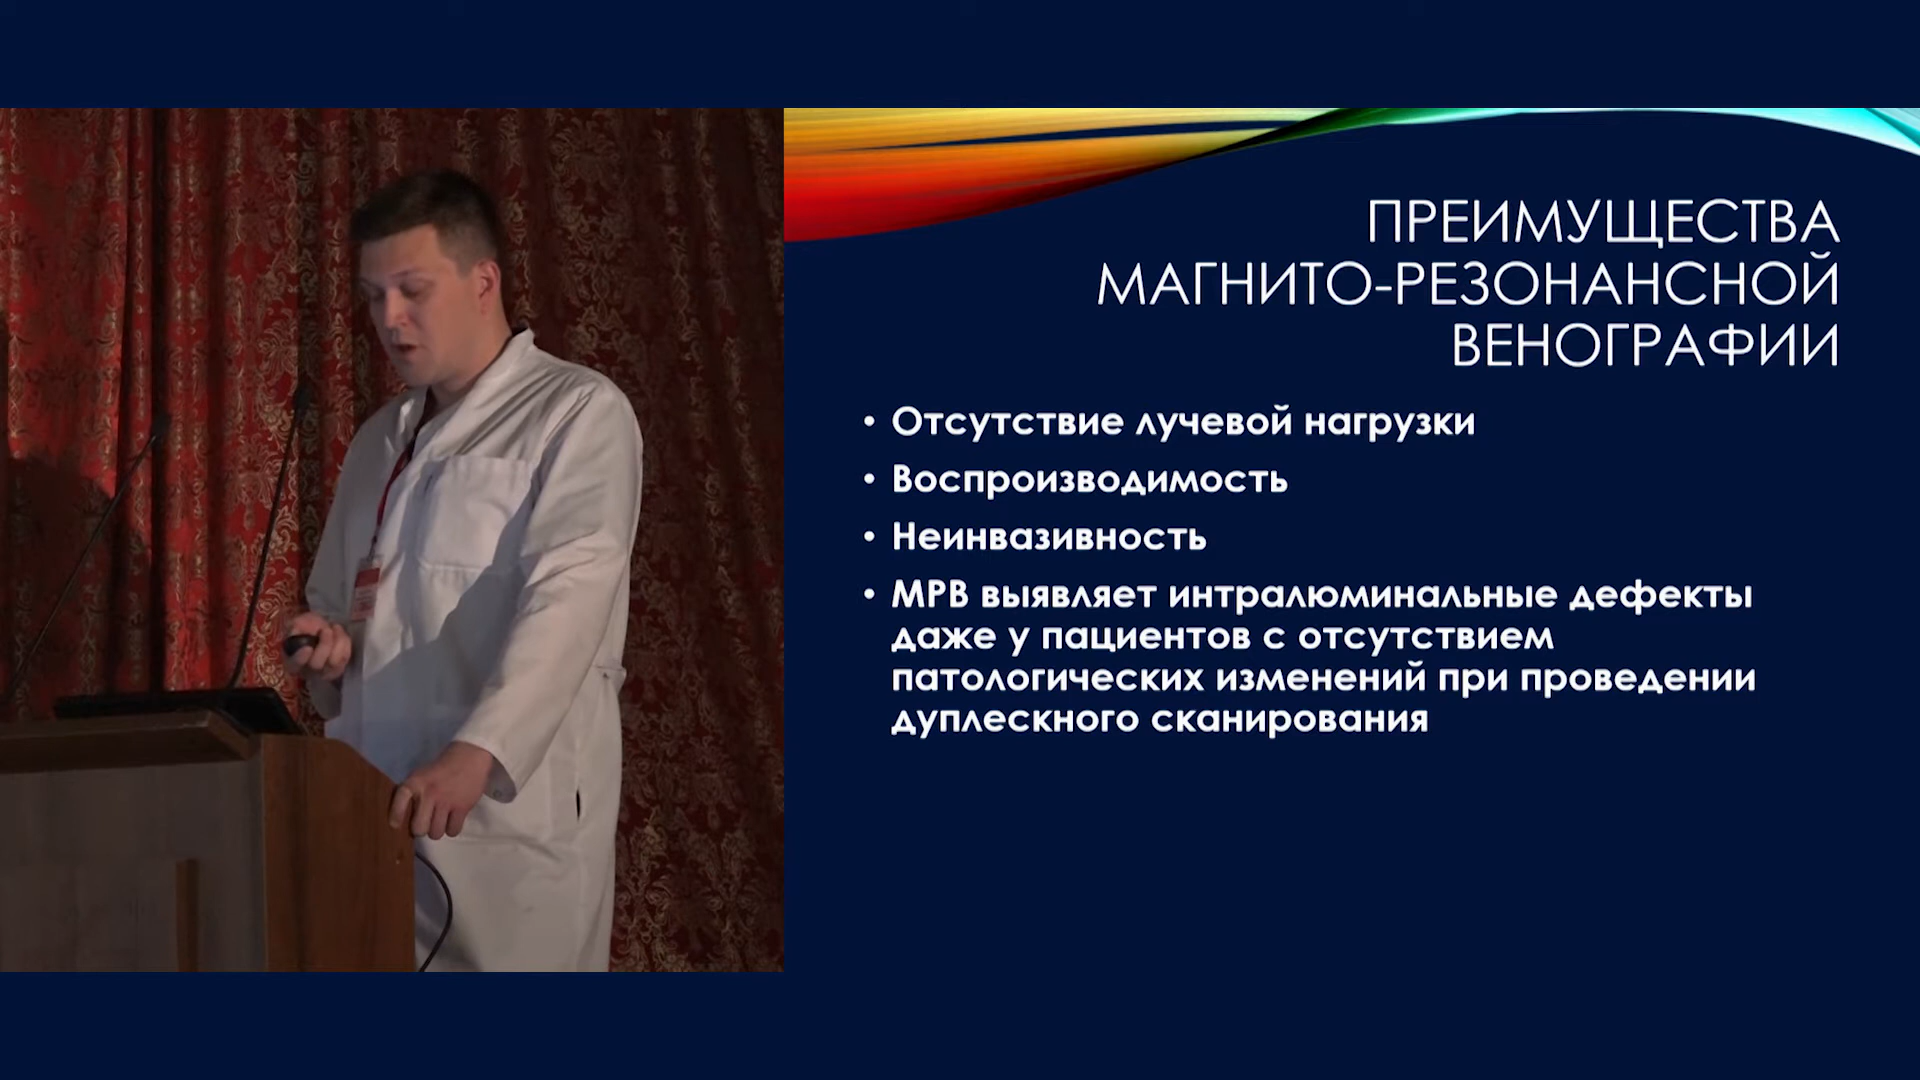 ПРЕИМУЩЕСТВА
МАГНИТО-РЕЗОНАНСНОЙ
ВЕНОГРАФИИ
• Отсутствие лучевой нагрузки
• Воспроизводимость
• Неинвазивность
• МРВ выявляет интралюминальные дефекты
даже у пациентов с отсутствием
патологических изменений при проведении
дуплескного сканирования